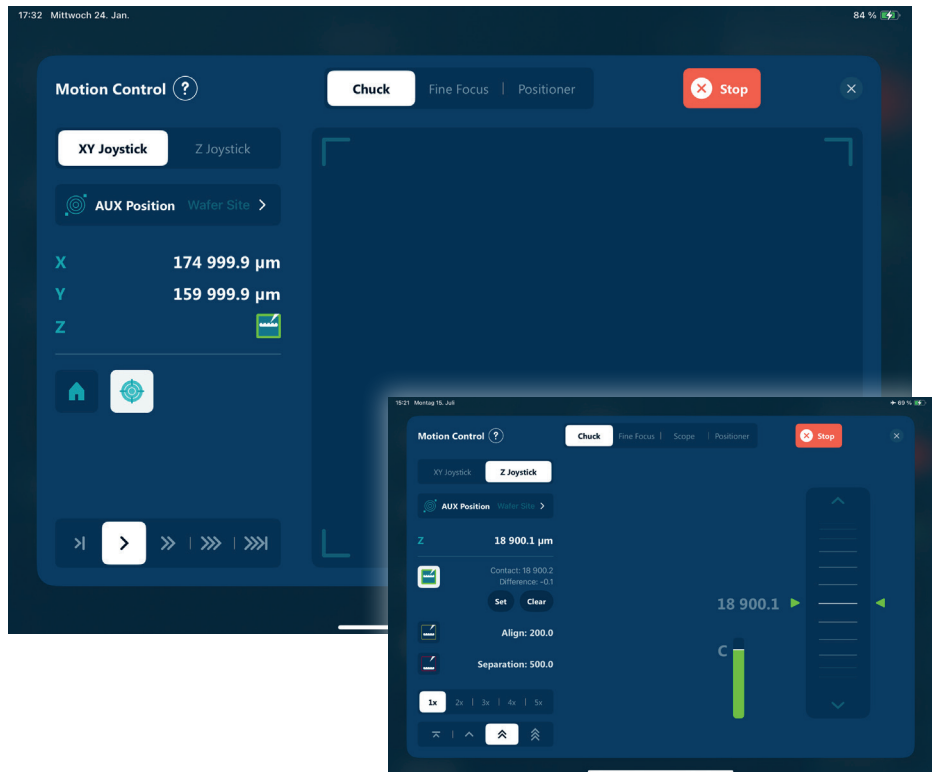 17:32 Mittwoch 24. Jan.
84 %
Motion Control ?
Chuck
Fine Focus | Positioner
Stop
XY Joystick
Z Joystick
AUX Position Wafer Site
X 174 999.9 μm
Y 159 999.9 μm
Z
15:21 Montag 15. Juli
69 %
Motion Control ?
Chuck
Fine Focus | Scope | Positioner
Stop
XY Joystick
Z Joystick
AUX Position Wafer Site
Z 18 900.1 μm
Contact: 18 900.2
Difference: -0.1
Set Clear
Align: 200.0
Separation: 500.0
1x 2x | 3x | 4x | 5x
18 900.1
C